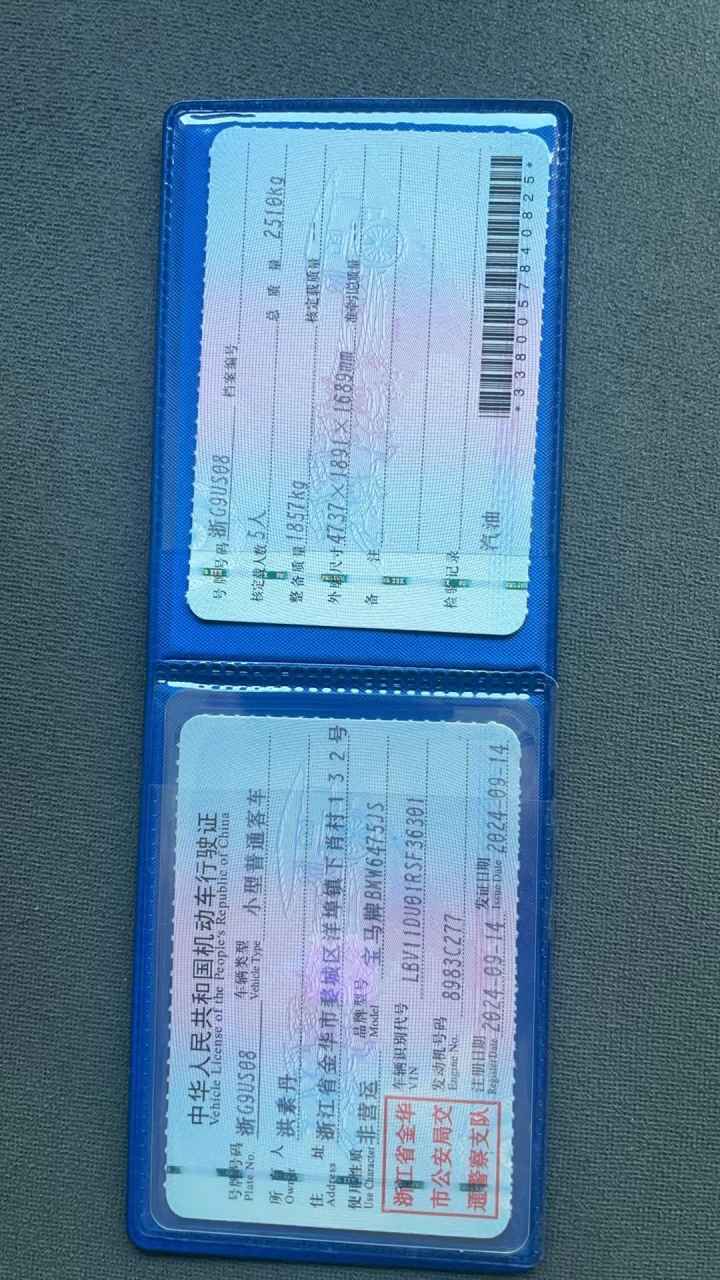 中华人民共和国机动车行驶证
Vehicle License of the People's Republic of China
号牌号码 浙G9US08 车辆类型 小型普通客车
Plate No. Vehicle Type
所有人 洪素丹
Owner
住址 浙江省金华市婺城区洋埠镇下肖村132号
Address
使用性质 非营运 品牌型号 宝马牌BMW6475JS
Use Character Model
浙江省金华
市公安局交
通警察支队
车辆识别代号 LBV11DU01RSF36301
VIN
发动机号码 8983C277
Engine No.
注册日期 2024-09-14 发证日期 2024-09-14
Register Date Issue Date
号牌号码 浙G9US08 档案编号
核定载人数 5人 总质量 2510kg
整备质量 1857kg 核定载质量
外廓尺寸 4737×1891×1689mm 准牵引总质量
备注
检验记录
汽油
*3380057840825*